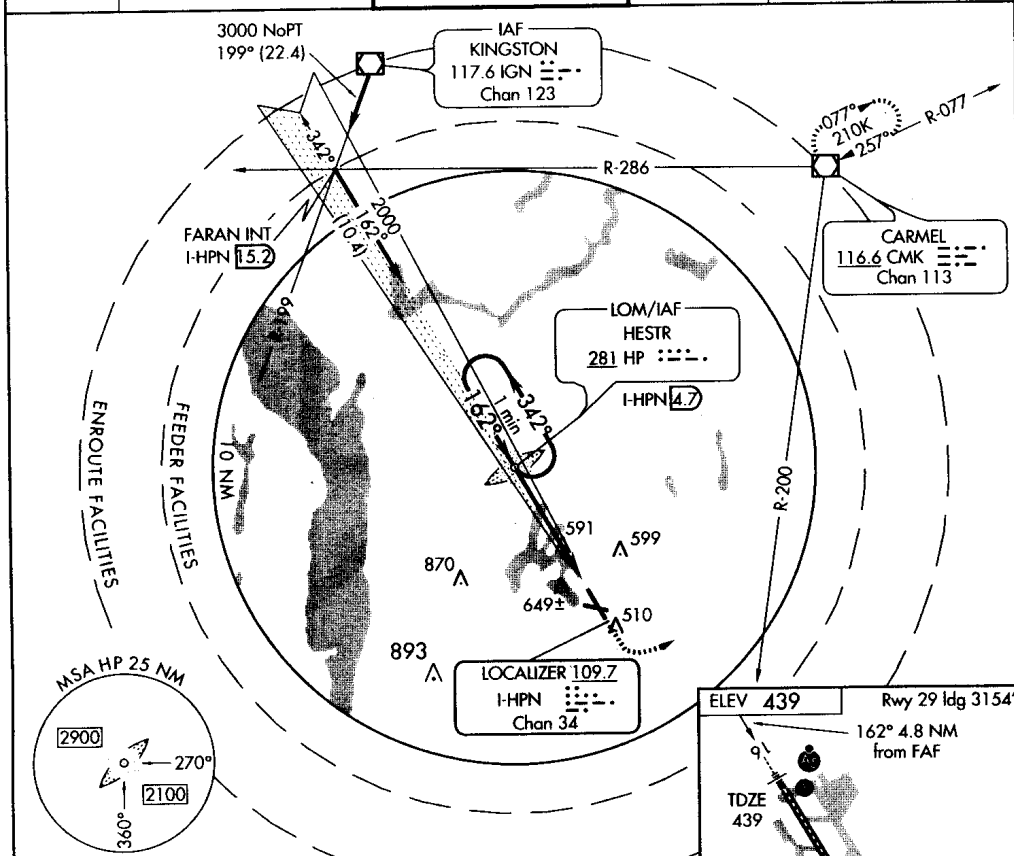 3000 NoPT
199° (22.4)
IAF
KINGSTON
117.6 IGN
Chan 123
077°
210K
257°
R-077
342°
R-286
2000
162°
(10.4)
FARAN INT
I-HPN 15.2
CARMEL
116.6 CMK
Chan 113
R-199
LOM/IAF
HESTR
281 HP
I-HPN 4.7
1 min
162°
342°
ENROUTE FACILITIES
FEEDER FACILITIES
10 NM
R-200
591
599
870
649±
510
893
LOCALIZER 109.7
I-HPN
Chan 34
MSA HP 25 NM
2900
270°
2100
360°
ELEV 439
Rwy 29 ldg 3154'
162° 4.8 NM
from FAF
9
TDZE
439